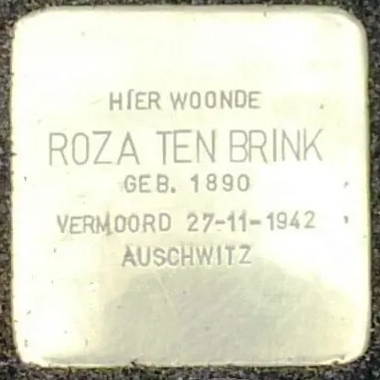 HIER WOONDE
ROZA TEN BRINK
GEB. 1890
VERMOORD 27-11-1942
AUSCHWITZ